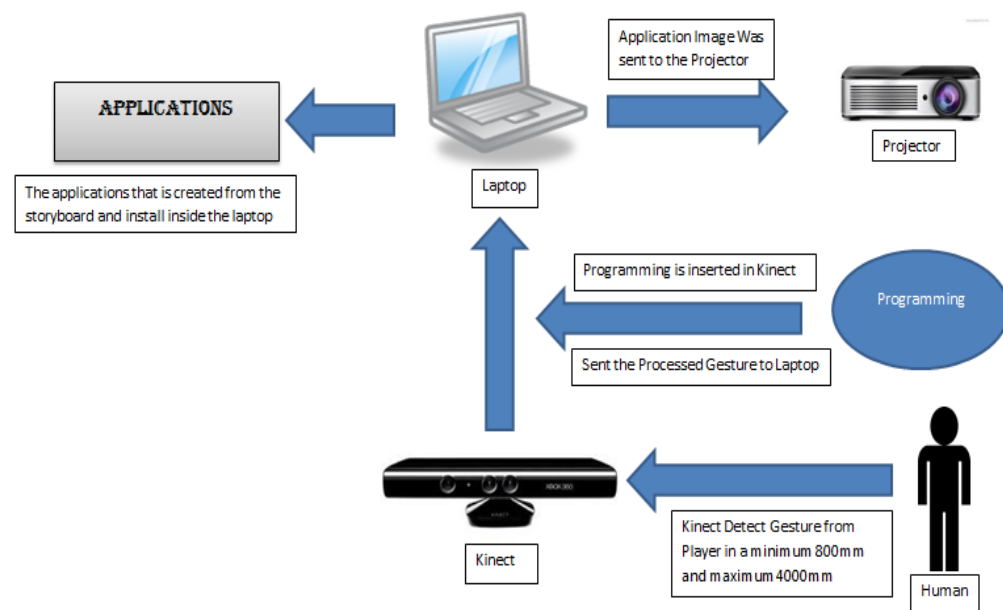 Application Image Was
sent to the Projector
APPLICATIONS
Projector
The applications that is created from the
storyboard and install inside the laptop
Laptop
Programming is inserted in Kinect
Programming
Sent the Processed Gesture to Laptop
XBOX 360
KINECT
Kinect Detect Gesture from
Player in a minimum 800mm
and maximum 4000mm
Kinect
Human